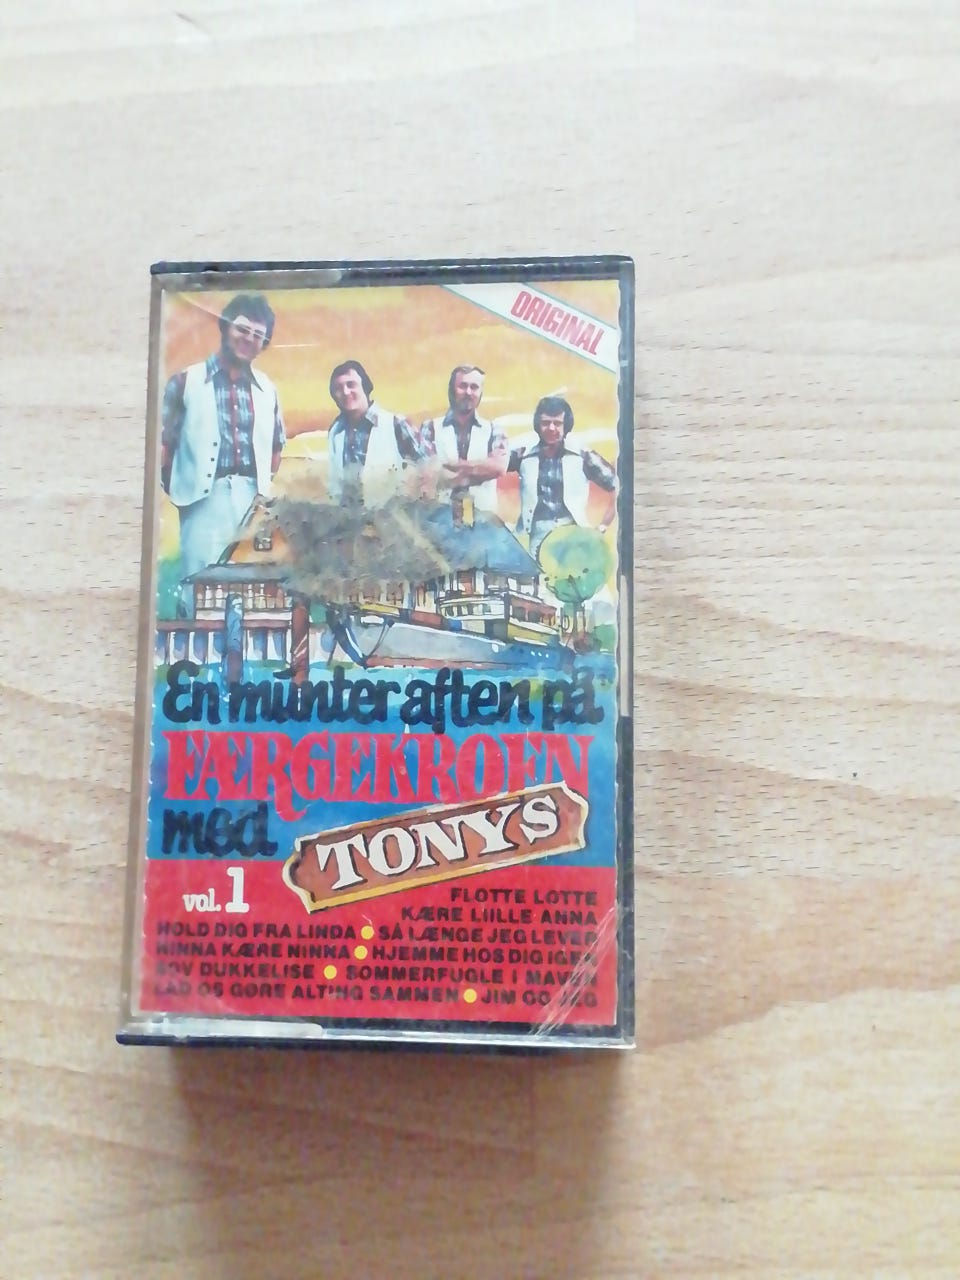 ORIGINAL
En munter aften på
FÆRGEKROEN
med
TONYS
vol. 1
FLOTTE LOTTE
KÆRE LIILLE ANNA
HOLD DIG FRA LINDA ● SÅ LÆNGE JEG LEVER
NINNA KÆRE NINNA ● HJEMME HOS DIG IGEN
SOV DUKKELISE ● SOMMERFUGLE I MAVEN
LAD OS GØRE ALTING SAMMEN ● JIM OG JEG